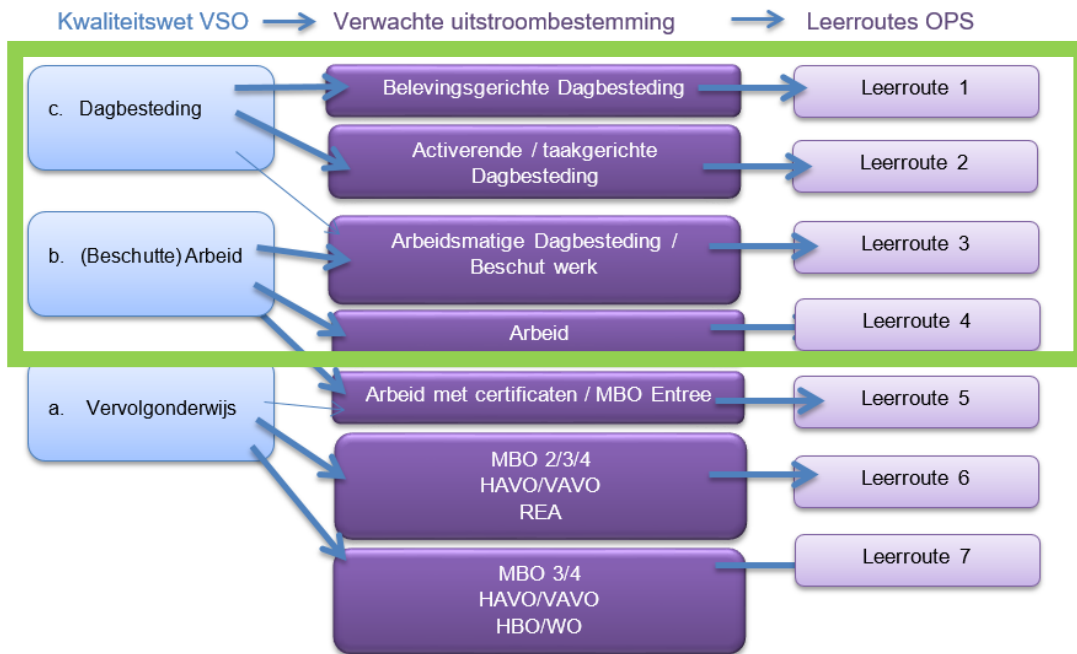 Kwaliteitswet VSO
Verwachte uitstroombestemming
Leerroutes OPS
c. Dagbesteding
Belevingsgerichte Dagbesteding
Leerroute 1
Activerende / taakgerichte
Dagbesteding
Leerroute 2
b. (Beschutte) Arbeid
Arbeidsmatige Dagbesteding /
Beschut werk
Leerroute 3
Arbeid
Leerroute 4
a. Vervolgonderwijs
Arbeid met certificaten / MBO Entree
Leerroute 5
MBO 2/3/4
HAVO/VAVO
REA
Leerroute 6
MBO 3/4
HAVO/VAVO
HBO/WO
Leerroute 7